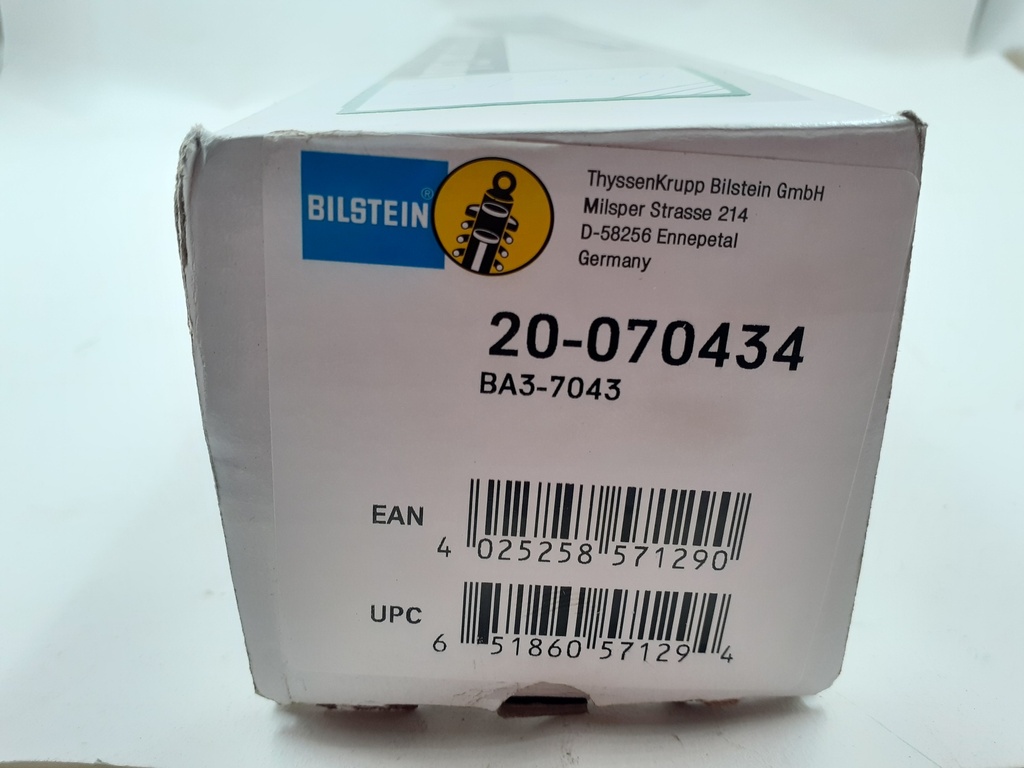 BILSTEIN®
ThyssenKrupp Bilstein GmbH
Milsper Strasse 214
D-58256 Ennepetal
Germany
20-070434
BA3-7043
EAN
4 025258 571290
UPC
6 51860 57129 4